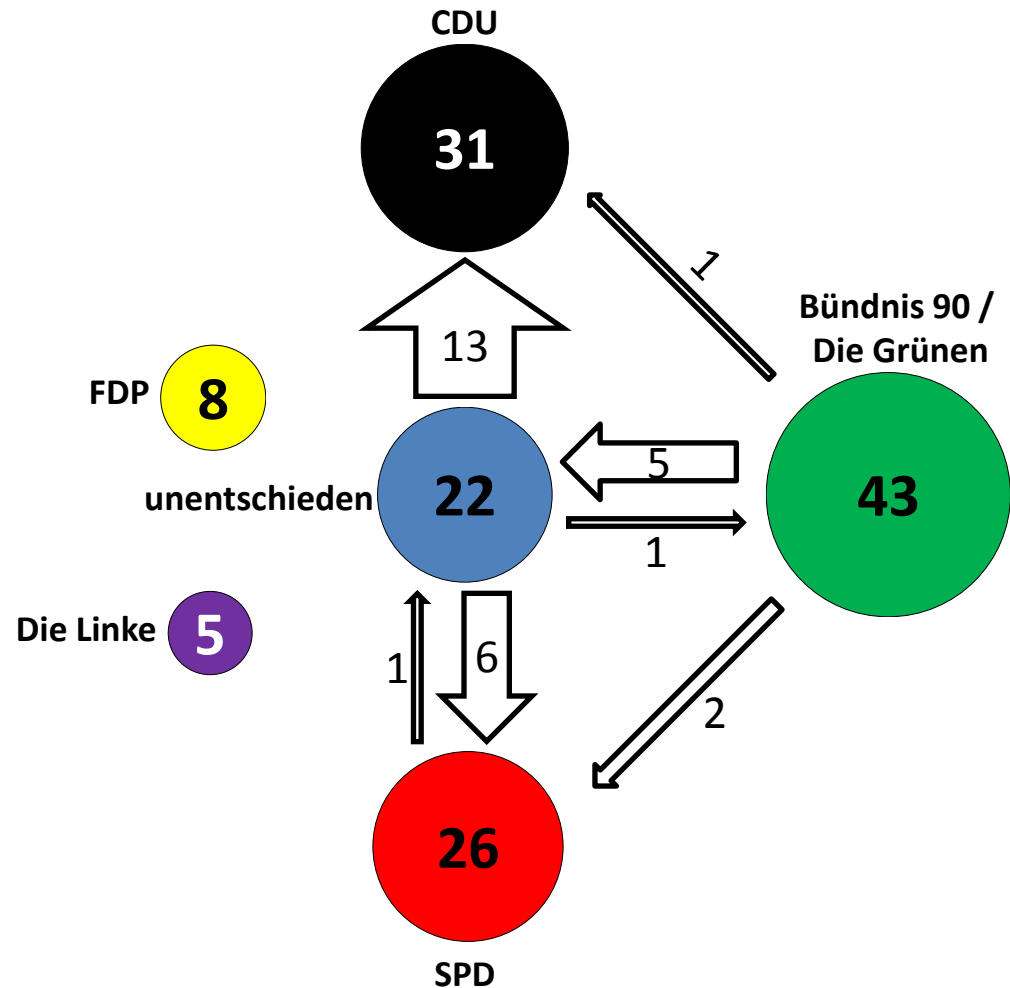 CDU
31
1
Bündnis 90 /
Die Grünen
13
FDP
8
5
43
unentschieden
22
1
Die Linke
5
1
6
2
26
SPD